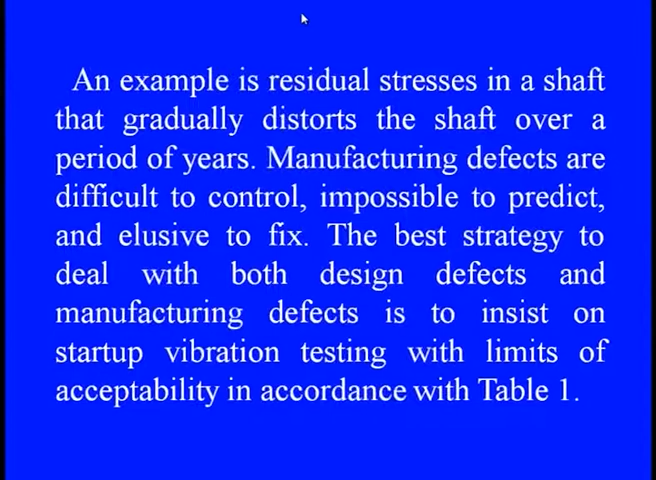 An example is residual stresses in a shaft
that gradually distorts the shaft over a
period of years. Manufacturing defects are
difficult to control, impossible to predict,
and elusive to fix. The best strategy to
deal with both design defects and
manufacturing defects is to insist on
startup vibration testing with limits of
acceptability in accordance with Table 1.